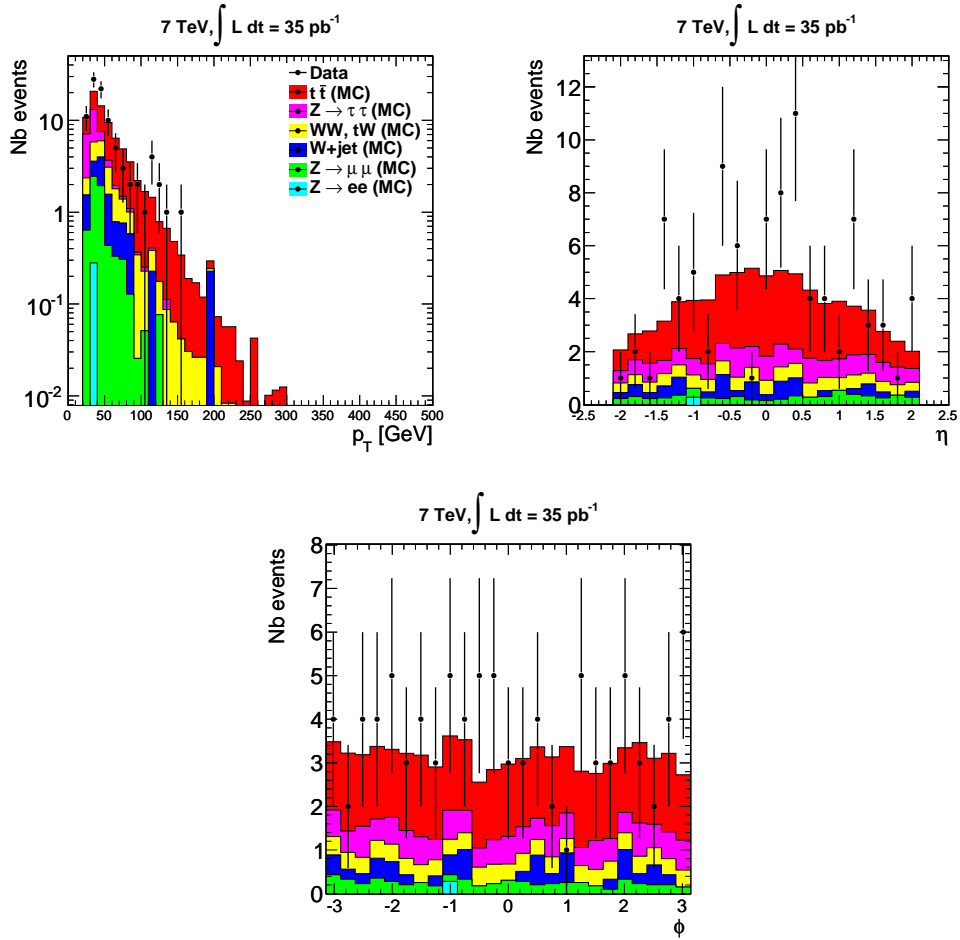 7 TeV, ∫ L dt = 35 pb⁻¹
Nb events
10
1
10⁻¹
10⁻²
Data
t t̄ (MC)
Z → τ τ (MC)
WW, tW (MC)
W+jet (MC)
Z → μ μ (MC)
Z → ee (MC)
0 50 100 150 200 250 300 350 400 450 500
p_T [GeV]
7 TeV, ∫ L dt = 35 pb⁻¹
Nb events
12
10
8
6
4
2
0
-2.5 -2 -1.5 -1 -0.5 0 0.5 1 1.5 2 2.5
η
7 TeV, ∫ L dt = 35 pb⁻¹
Nb events
8
7
6
5
4
3
2
1
0
-3 -2 -1 0 1 2 3
ϕ